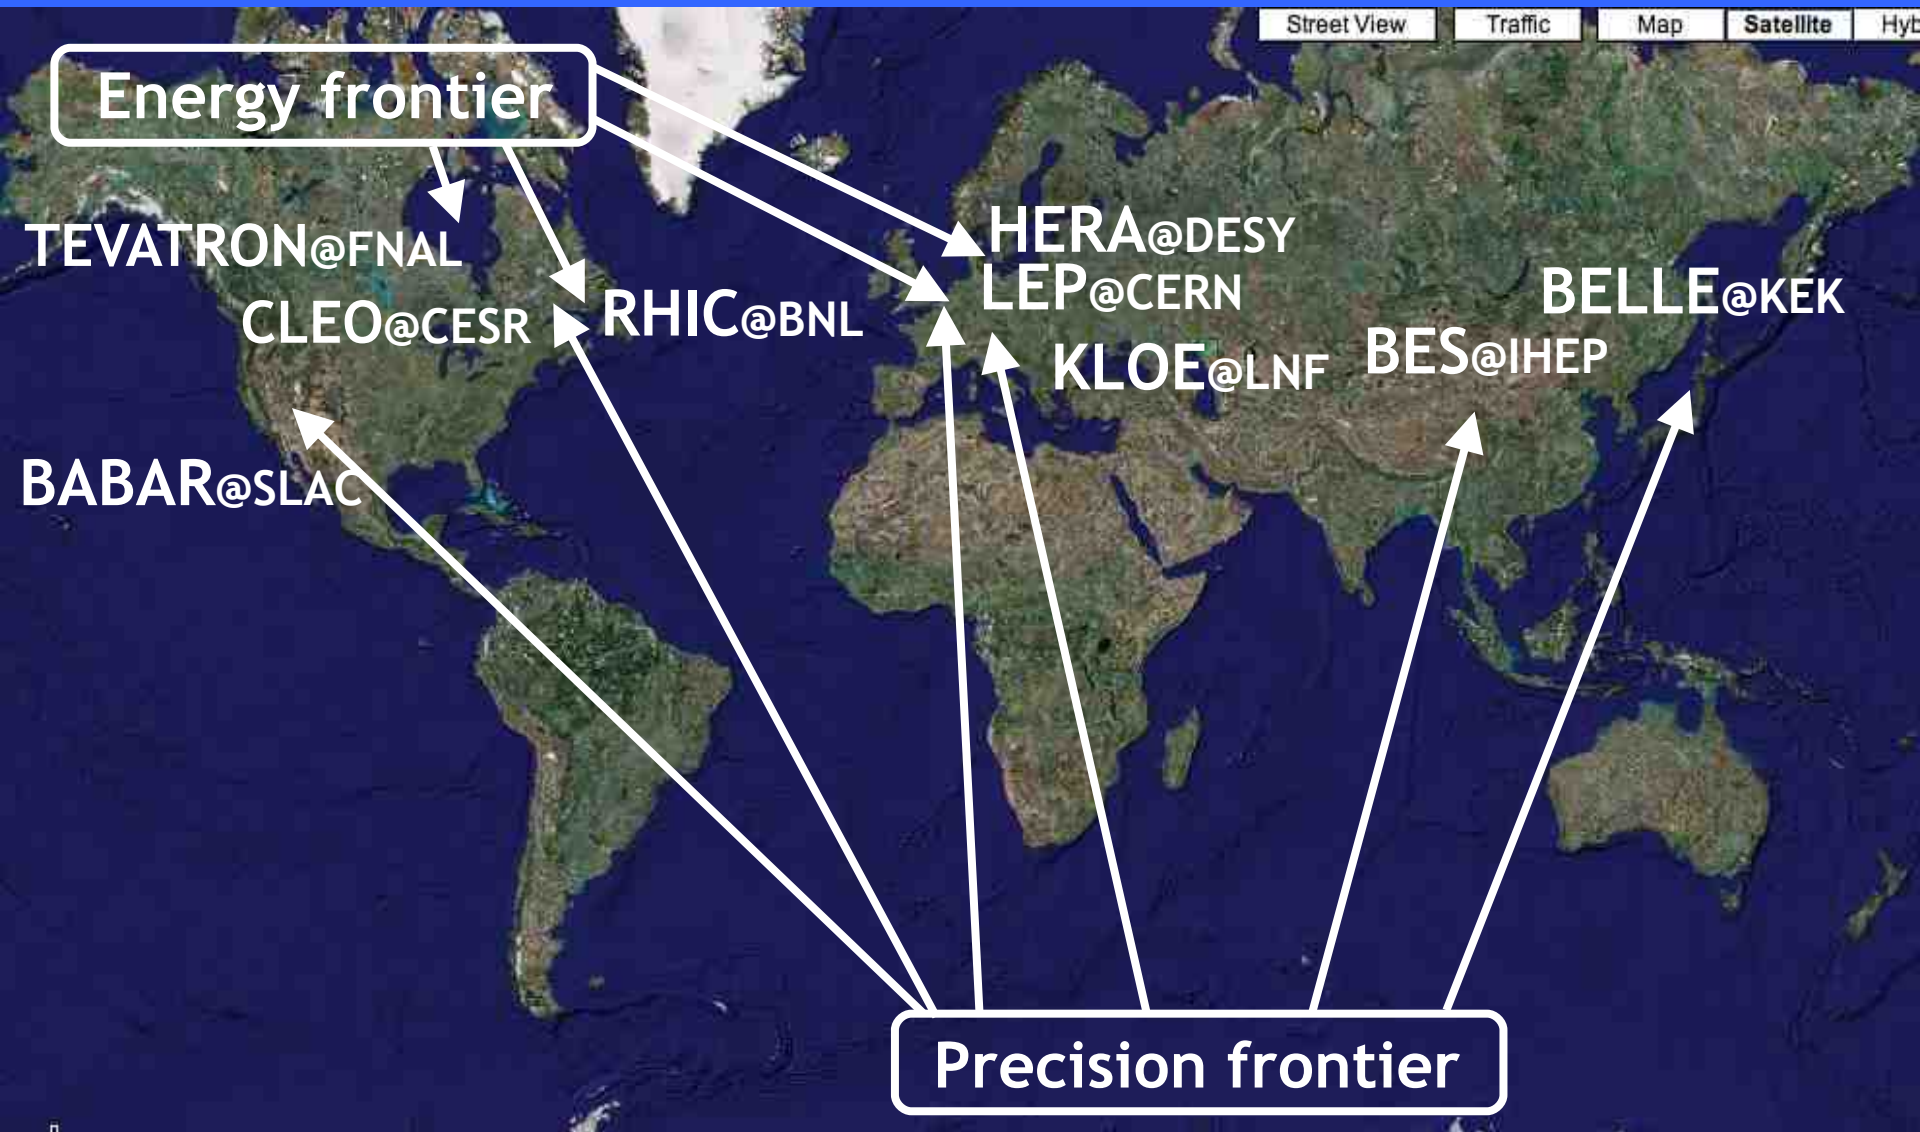 Street View Traffic Map Satellite Hyb
Energy frontier
TEVATRON@FNAL
HERA@DESY
LEP@CERN
BELLE@KEK
CLEO@CESR
RHIC@BNL
KLOE@LNF
BES@IHEP
BABAR@SLAC
Precision frontier